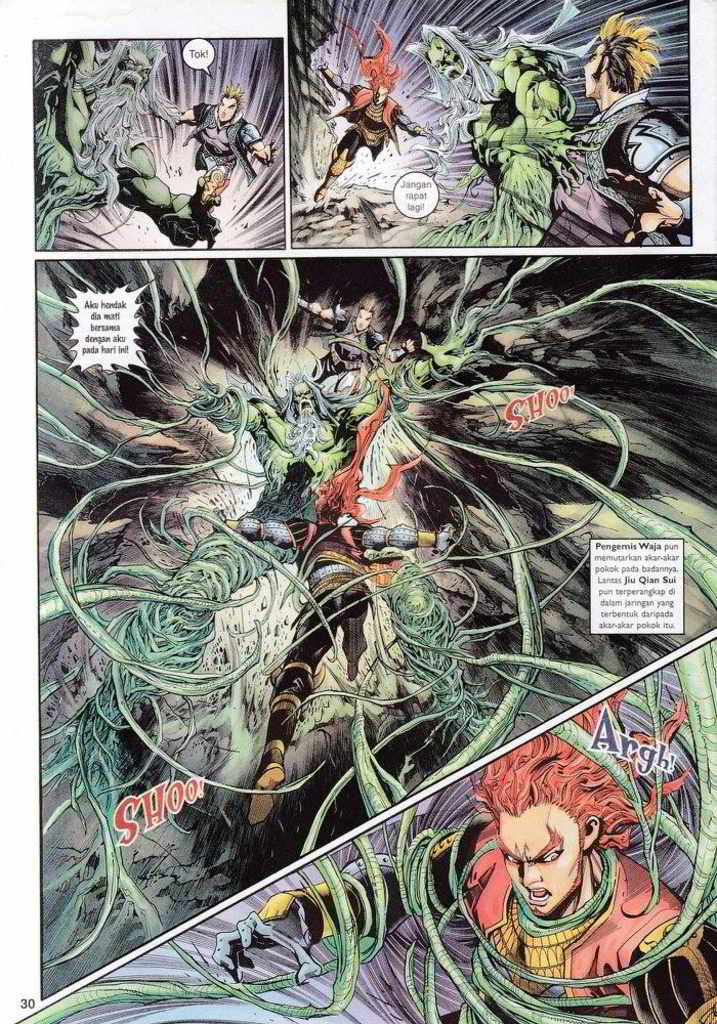 Tok!
Jangan
rapat
lagi!
Aku hendak
dia mati
bersama
dengan aku
pada hari ini!
SHOO!
Pengemis Waja pun
memutarkan akar-akar
pokok pada badannya.
Lantas Jiu Qian Sui
pun terperangkap di
dalam jaringan yang
terbentuk daripada
akar-akar pokok itu.
SHOO!
Argh!
30